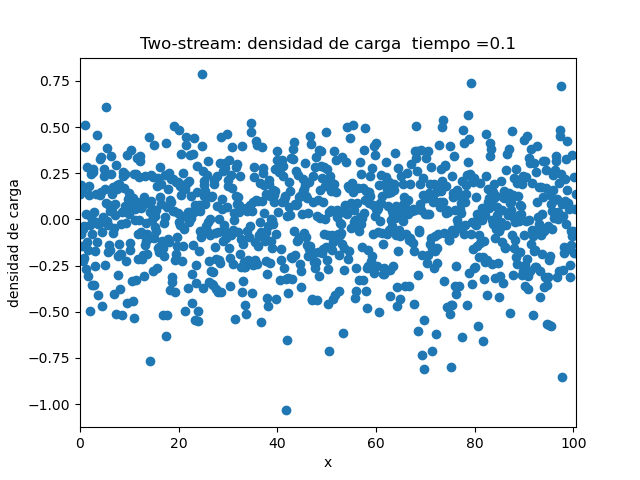 Two-stream: densidad de carga  tiempo =0.1
densidad de carga
0.75
0.50
0.25
0.00
−0.25
−0.50
−0.75
−1.00
0 20 40 60 80 100
x